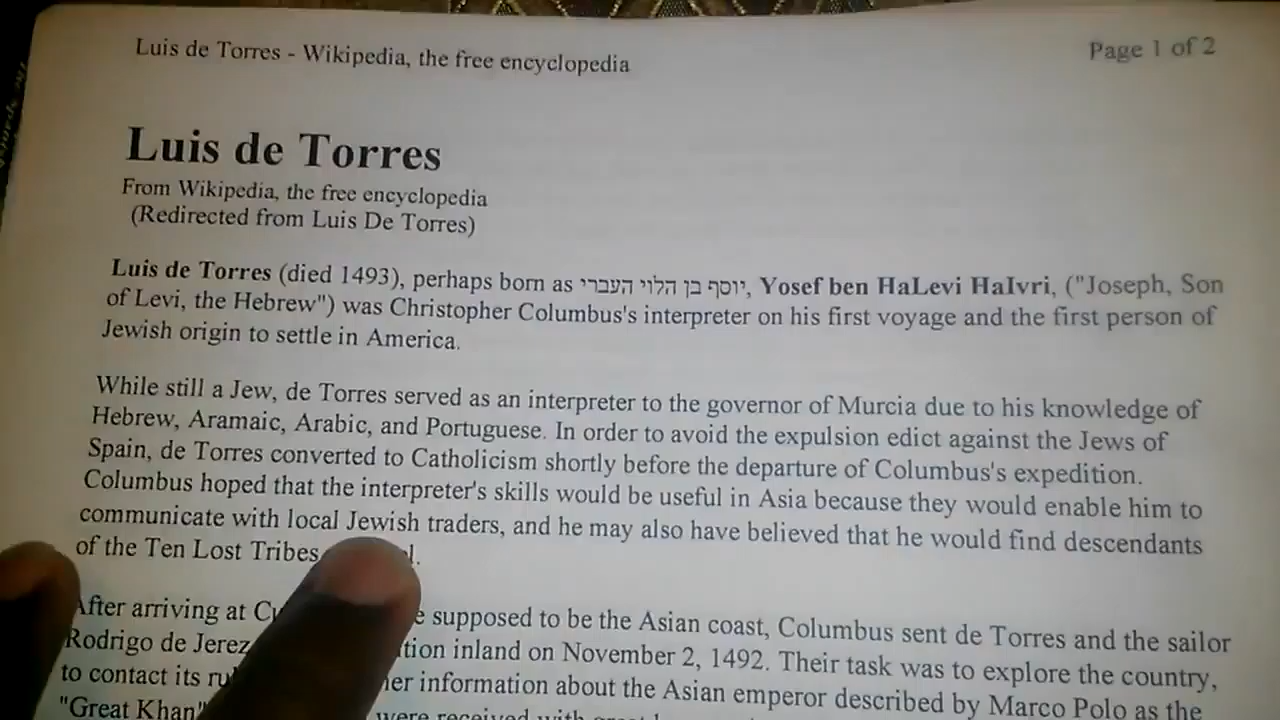 Luis de Torres - Wikipedia, the free encyclopedia
Page 1 of 2
Luis de Torres
From Wikipedia, the free encyclopedia
(Redirected from Luis De Torres)
Luis de Torres (died 1493), perhaps born as יוסף בן הלוי העברי, Yosef ben HaLevi HaIvri, ("Joseph, Son
of Levi, the Hebrew") was Christopher Columbus's interpreter on his first voyage and the first person of
Jewish origin to settle in America.
While still a Jew, de Torres served as an interpreter to the governor of Murcia due to his knowledge of
Hebrew, Aramaic, Arabic, and Portuguese. In order to avoid the expulsion edict against the Jews of
Spain, de Torres converted to Catholicism shortly before the departure of Columbus's expedition.
Columbus hoped that the interpreter's skills would be useful in Asia because they would enable him to
communicate with local Jewish traders, and he may also have believed that he would find descendants
of the Ten Lost Tribes
After arriving at supposed to be the Asian coast, Columbus sent de Torres and the sailor
Rodrigo de Jerez inland on November 2, 1492. Their task was to explore the country,
to contact its information about the Asian emperor described by Marco Polo as the
"Great Khan" were received with